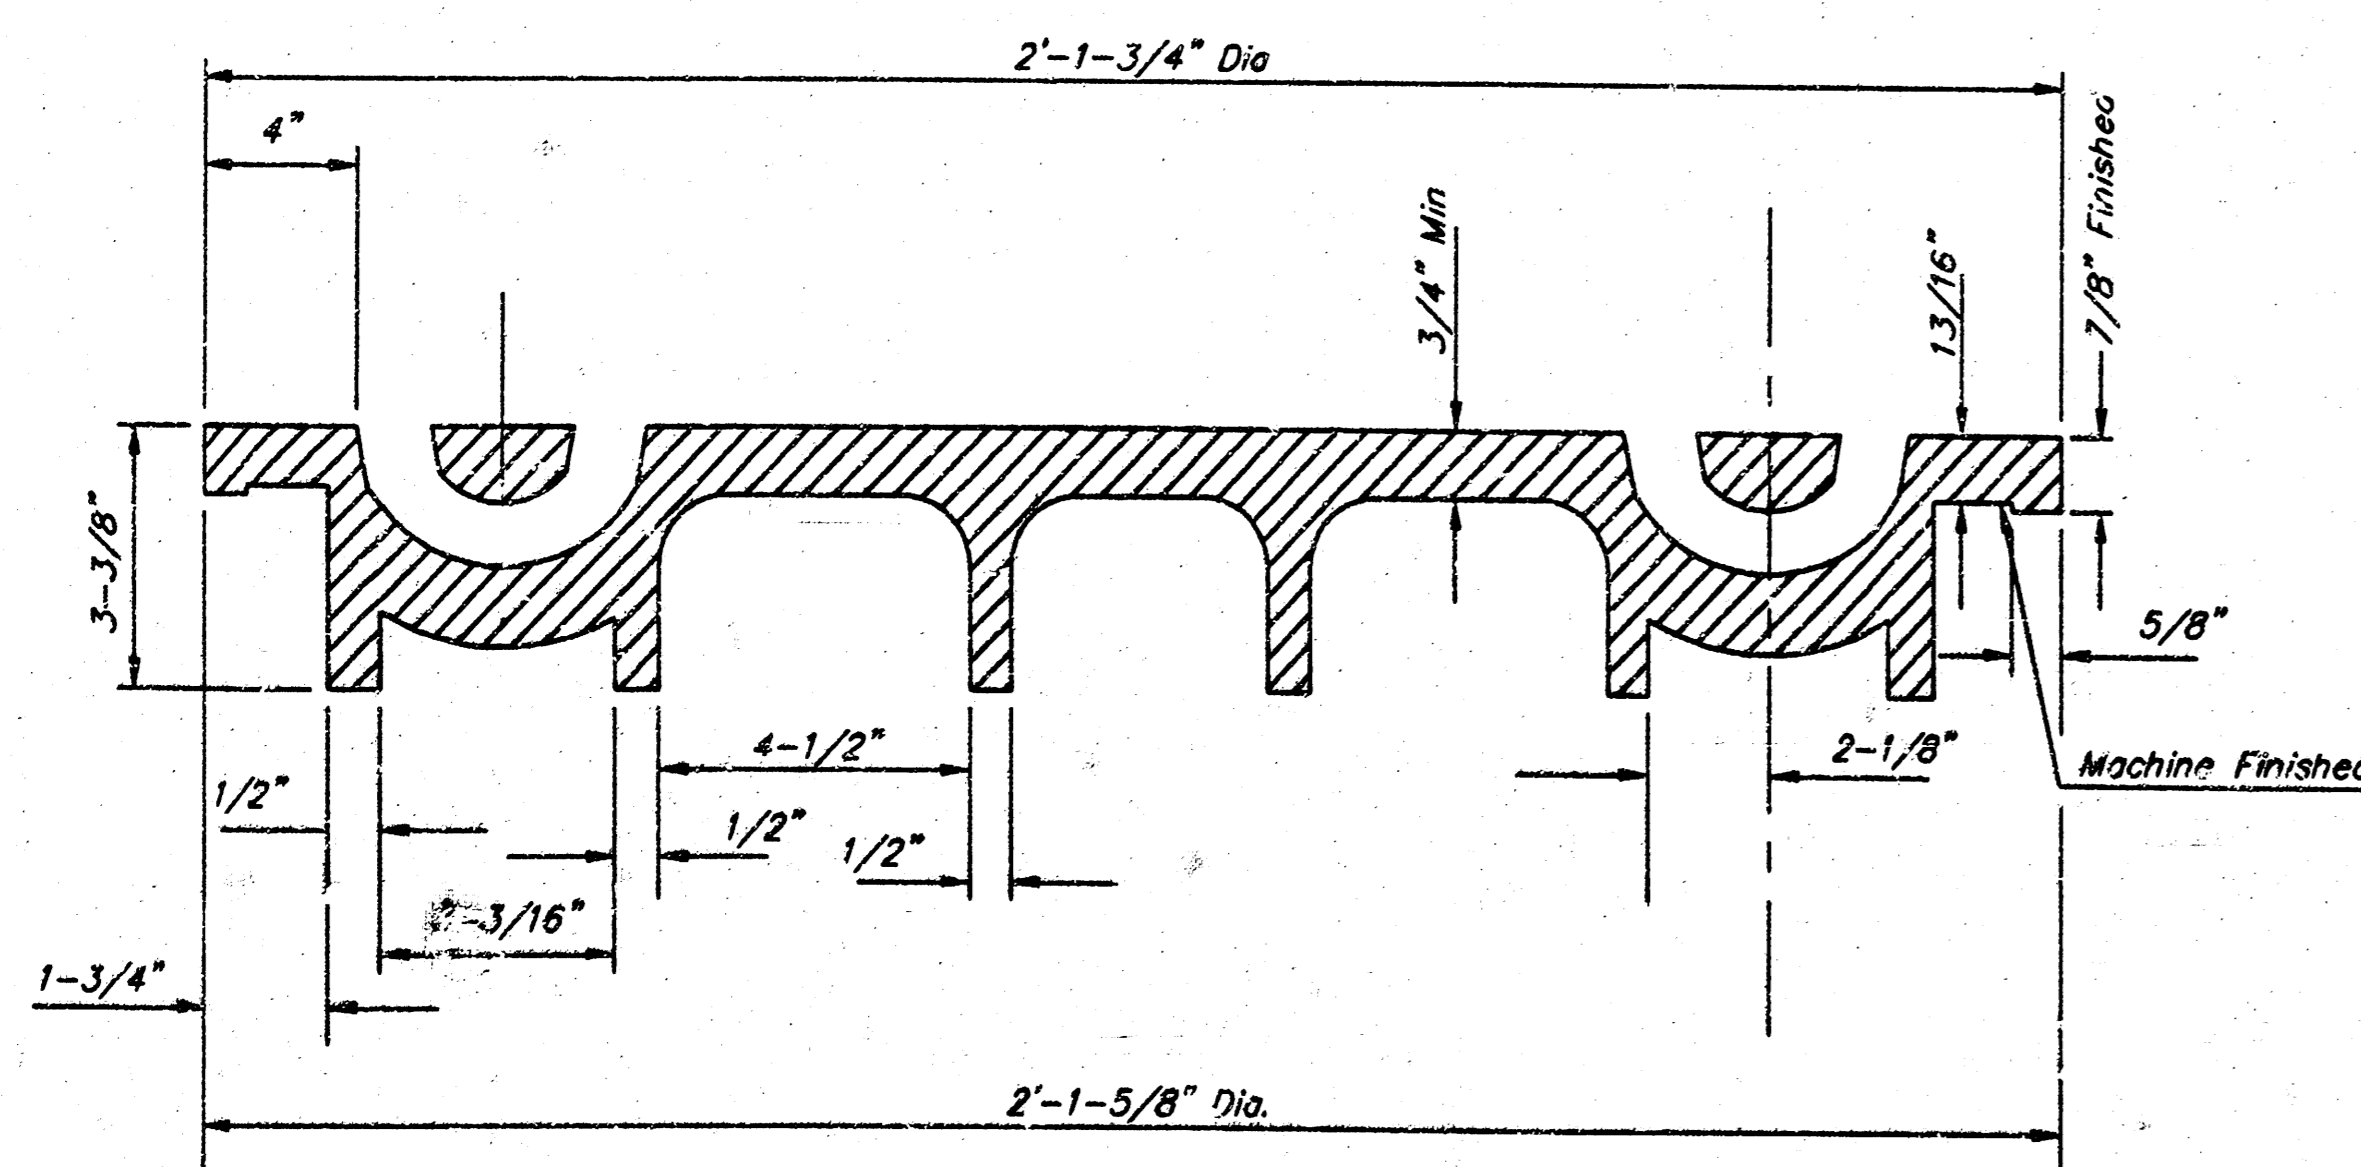 2'-1-3/4" Dia
4"
7/8" Finished
3/4" Min
13/16"
3-3/8"
5/8"
4-1/2"
2-1/8"
Machine Finished
1/2"
1/2"
1/2"
-3/16"
1-3/4"
2'-1-5/8" Dia.